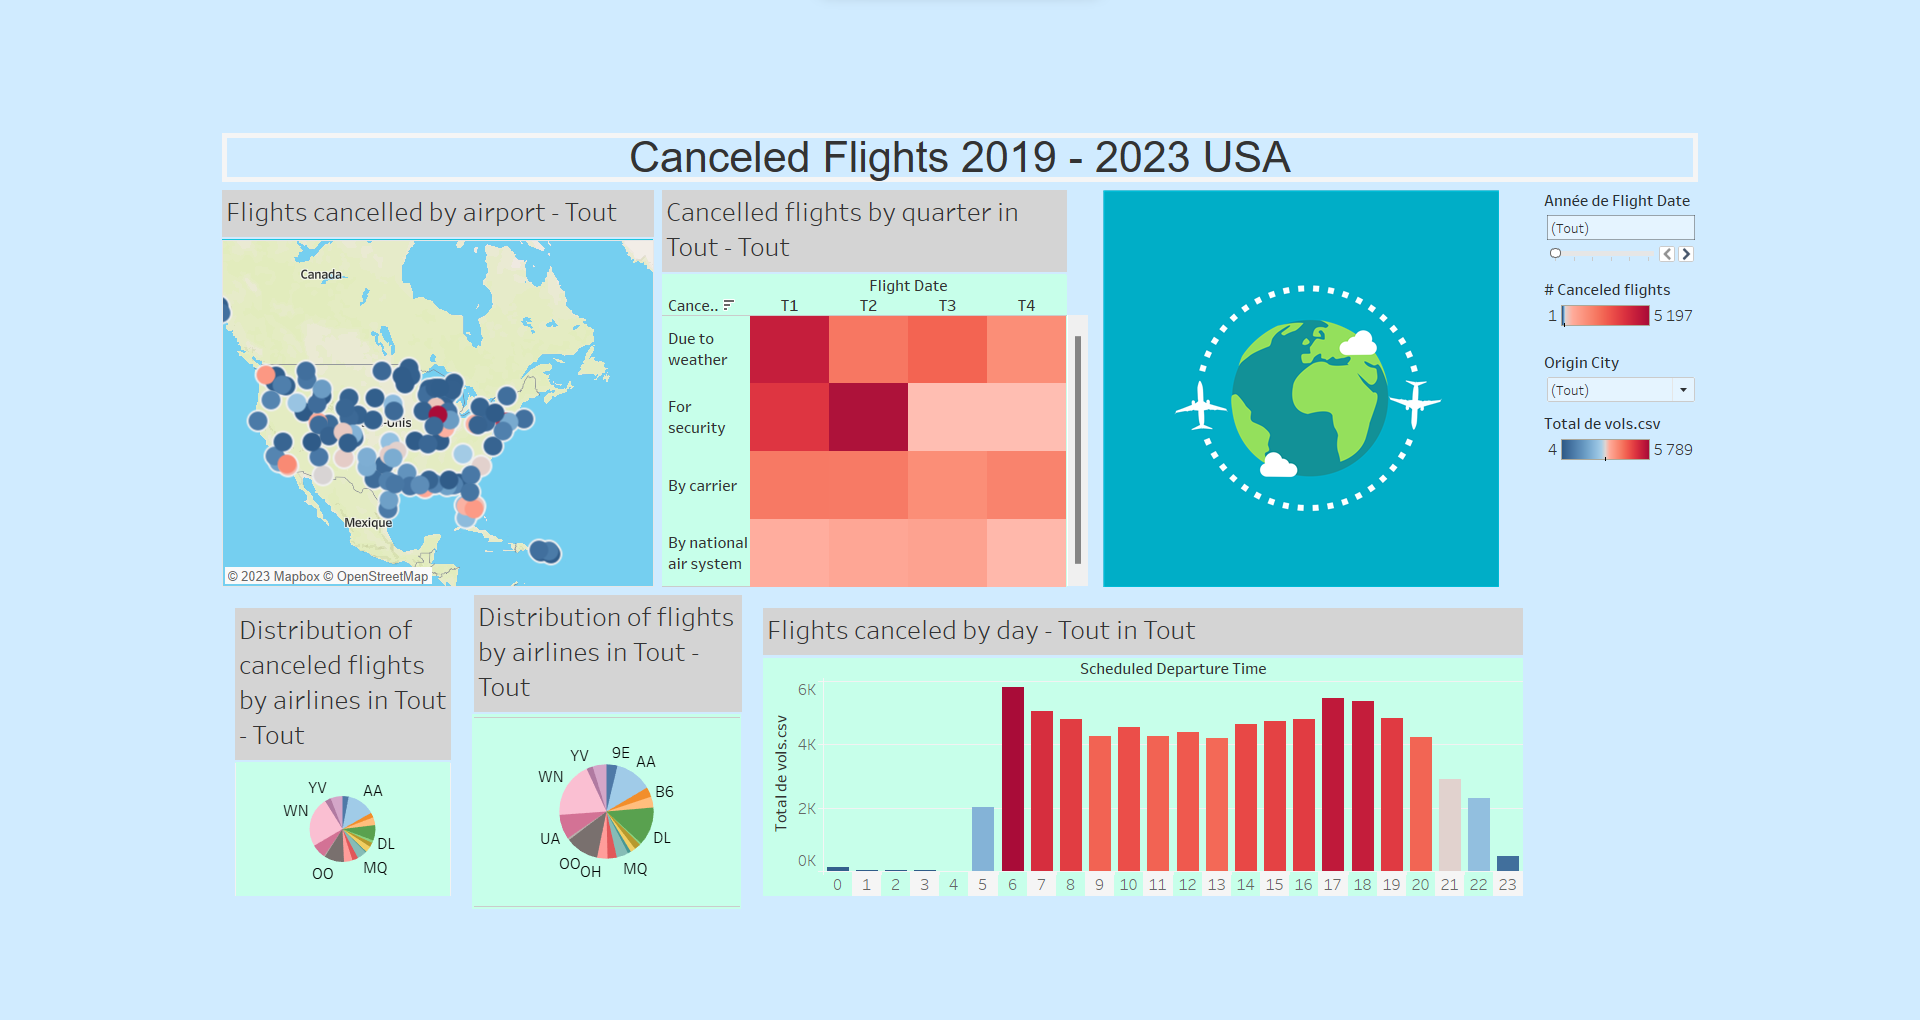 Canceled Flights 2019 - 2023 USA
Flights cancelled by airport - Tout
Canada
-Unis
Mexique
© 2023 Mapbox © OpenStreetMap
Cancelled flights by quarter in
Tout - Tout
Flight Date
Cance.. T1 T2 T3 T4
Due to
weather
For
security
By carrier
By national
air system
Année de Flight Date
(Tout)
# Canceled flights
1 5 197
Origin City
(Tout)
Total de vols.csv
4 5 789
Distribution of
canceled flights
by airlines in Tout
- Tout
YV AA
WN
DL
MQ
OO
Distribution of flights
by airlines in Tout -
Tout
YV 9E AA
WN
B6
UA DL
OO OH MQ
Flights canceled by day - Tout in Tout
Scheduled Departure Time
Total de vols.csv
6K
4K
2K
0K
0 1 2 3 4 5 6 7 8 9 10 11 12 13 14 15 16 17 18 19 20 21 22 23